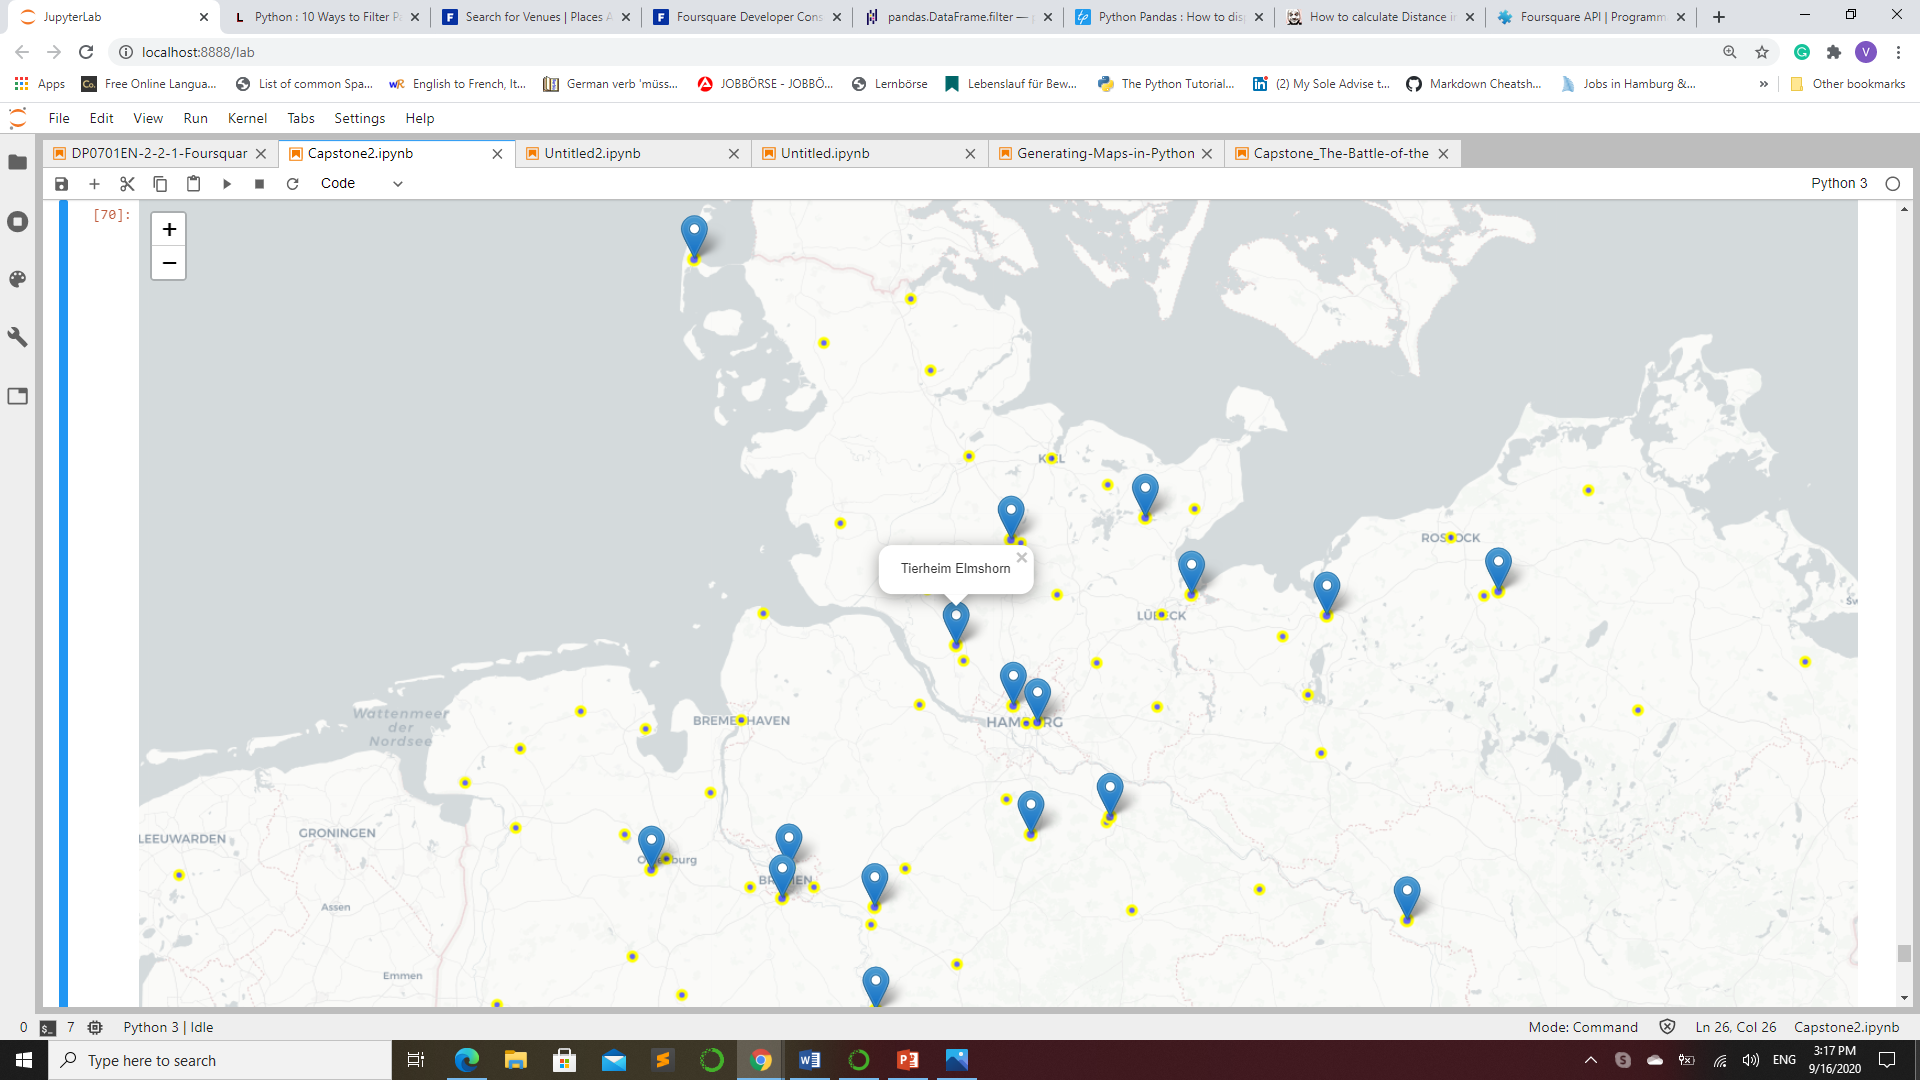 JupyterLab
Python : 10 Ways to Filter Pa
Search for Venues | Places A
Foursquare Developer Cons
pandas.DataFrame.filter — p
Python Pandas : How to disp
How to calculate Distance in
Foursquare API | Programm
localhost:8888/lab
V
Apps
Co.
Free Online Langua...
List of common Spa...
wR
English to French, It...
German verb 'müss...
JOBBÖRSE - JOBBÖ...
Lernbörse
Lebenslauf für Bew...
The Python Tutorial...
(2) My Sole Advise t...
Markdown Cheatsh...
Jobs in Hamburg &...
»
Other bookmarks
File
Edit
View
Run
Kernel
Tabs
Settings
Help
DP0701EN-2-2-1-Foursquar
Capstone2.ipynb
Untitled2.ipynb
Untitled.ipynb
Generating-Maps-in-Python
Capstone_The-Battle-of-the
Code
Python 3
[70]:
+
−
KIEL
ROSTOCK
Tierheim Elmshorn
LÜBECK
Wattenmeer
der
Nordsee
BREMERHAVEN
HAMBURG
LEEUWARDEN
GRONINGEN
Oldenburg
BREMEN
Assen
Emmen
0
7
Python 3 | Idle
Mode: Command
Ln 26, Col 26
Capstone2.ipynb
Type here to search
ENG
3:17 PM
9/16/2020